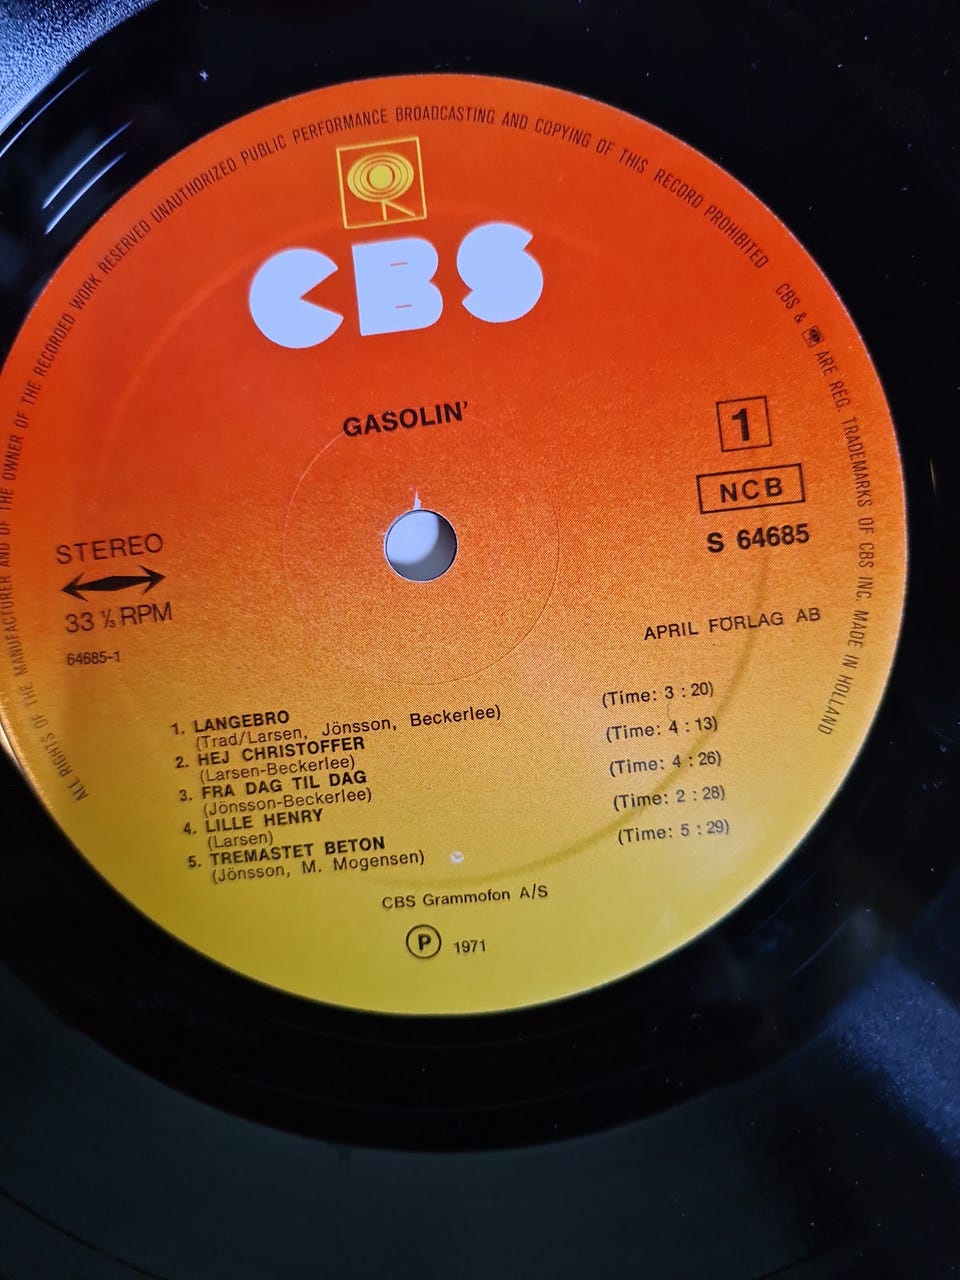 ALL RIGHTS OF THE MANUFACTURER AND OF THE OWNER OF THE RECORDED WORK RESERVED UNAUTHORIZED PUBLIC PERFORMANCE BROADCASTING AND COPYING OF THIS RECORD PROHIBITED
CBS & ARE REG. TRADEMARKS OF CBS INC. MADE IN HOLLAND
CBS
GASOLIN'
1
NCB
S 64685
STEREO
33 ⅓ RPM
64685-1
APRIL FÖRLAG AB
1. LANGEBRO (Time: 3 : 20)
(Trad/Larsen, Jönsson, Beckerlee)
2. HEJ CHRISTOFFER (Time: 4 : 13)
(Larsen-Beckerlee)
3. FRA DAG TIL DAG (Time: 4 : 26)
(Jönsson-Beckerlee)
4. LILLE HENRY (Time: 2 : 28)
(Larsen)
5. TREMASTET BETON (Time: 5 : 29)
(Jönsson, M. Mogensen)
CBS Grammofon A/S
Ⓟ 1971